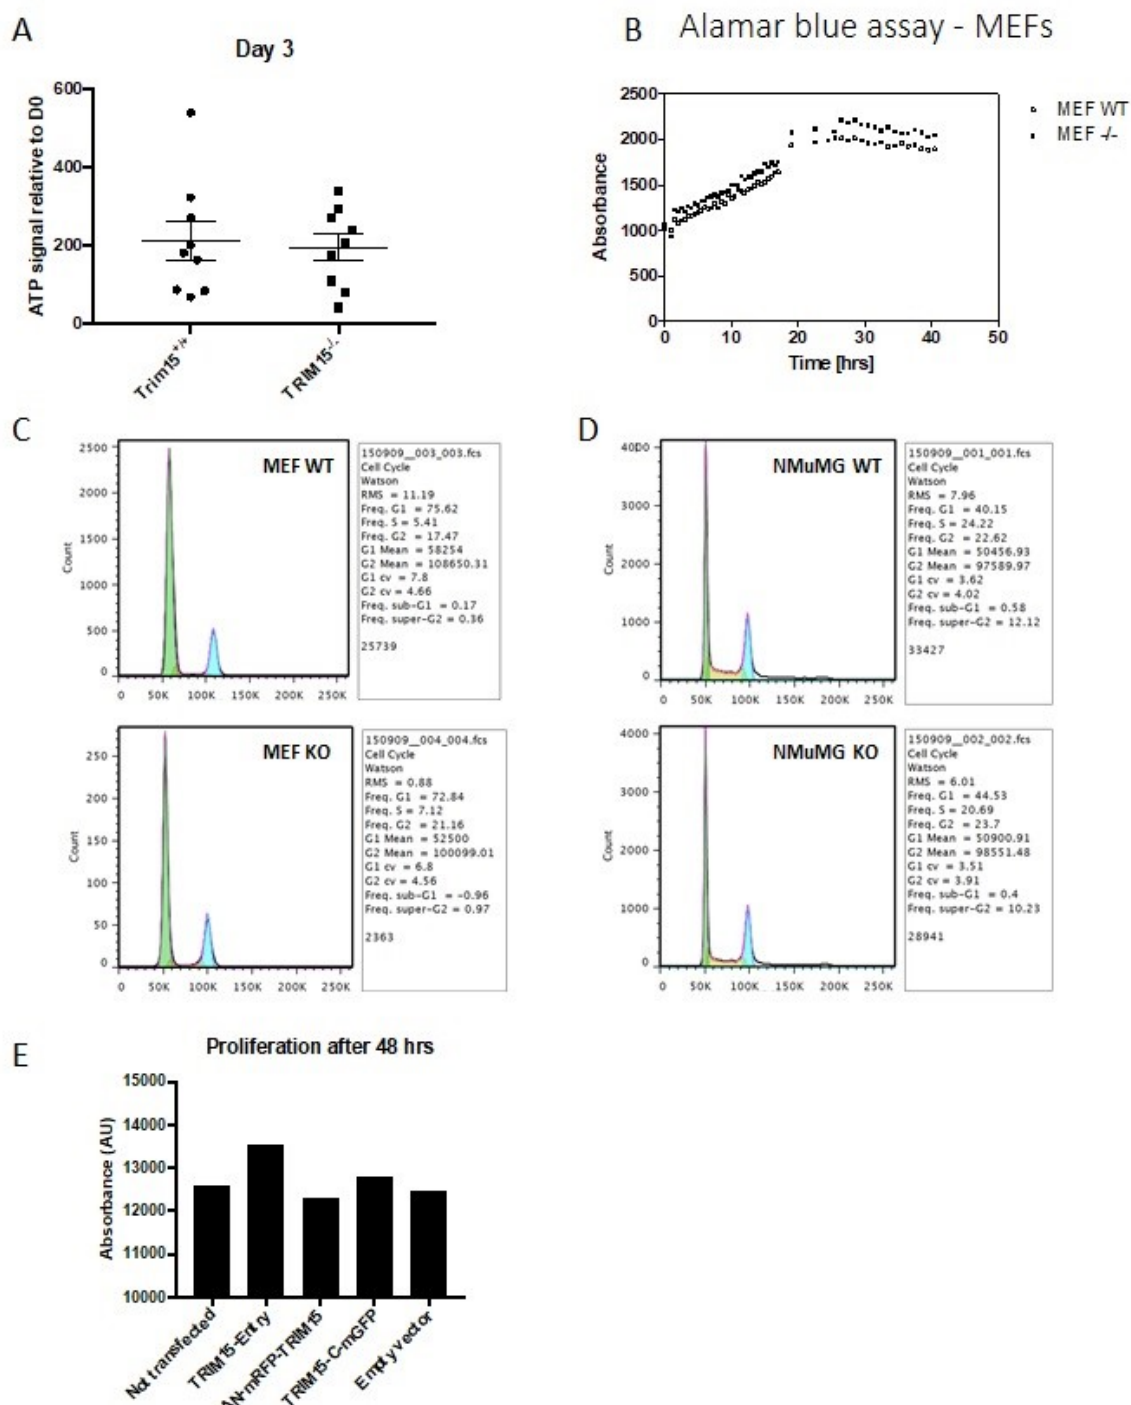 A
Day 3
600
400
200
0
ATP signal relative to D0
Trim15+/+
TRIM15-/-
B
Alamar blue assay - MEFs
2500
2000
1500
1000
500
0
Absorbance
0 10 20 30 40 50
Time [hrs]
MEF WT
MEF -/-
C
MEF WT
2500
2000
1500
1000
500
0
Count
0 50K 100K 150K 200K 250K
150909__003_003.fcs
Cell Cycle
Watson
RMS = 11.19
Freq. G1 = 75.62
Freq. S = 5.41
Freq. G2 = 17.47
G1 Mean = 58254
G2 Mean = 108650.31
G1 cv = 7.8
G2 cv = 4.66
Freq. sub-G1 = 0.17
Freq. super-G2 = 0.36
25739
MEF KO
250
200
150
100
50
0
Count
0 50K 100K 150K 200K 250K
150909__004_004.fcs
Cell Cycle
Watson
RMS = 0.88
Freq. G1 = 72.84
Freq. S = 7.12
Freq. G2 = 21.16
G1 Mean = 52500
G2 Mean = 100099.01
G1 cv = 6.8
G2 cv = 4.56
Freq. sub-G1 = -0.96
Freq. super-G2 = 0.97
2363
D
NMuMG WT
4000
3000
2000
1000
0
Count
0 50K 100K 150K 200K 250K
150909__001_001.fcs
Cell Cycle
Watson
RMS = 7.96
Freq. G1 = 40.15
Freq. S = 24.22
Freq. G2 = 22.62
G1 Mean = 50456.93
G2 Mean = 97589.97
G1 cv = 3.62
G2 cv = 4.02
Freq. sub-G1 = 0.58
Freq. super-G2 = 12.12
33427
NMuMG KO
4000
3000
2000
1000
0
Count
0 50K 100K 150K 200K 250K
150909__002_002.fcs
Cell Cycle
Watson
RMS = 6.01
Freq. G1 = 44.53
Freq. S = 20.69
Freq. G2 = 23.7
G1 Mean = 50900.91
G2 Mean = 98551.48
G1 cv = 3.51
G2 cv = 3.91
Freq. sub-G1 = 0.4
Freq. super-G2 = 10.23
28941
E
Proliferation after 48 hrs
15000
14000
13000
12000
11000
10000
Absorbance (AU)
Not transfected
TRIM15-Entry
AN-mRFP-TRIM15
TRIM15-C-mGFP
Empty vector